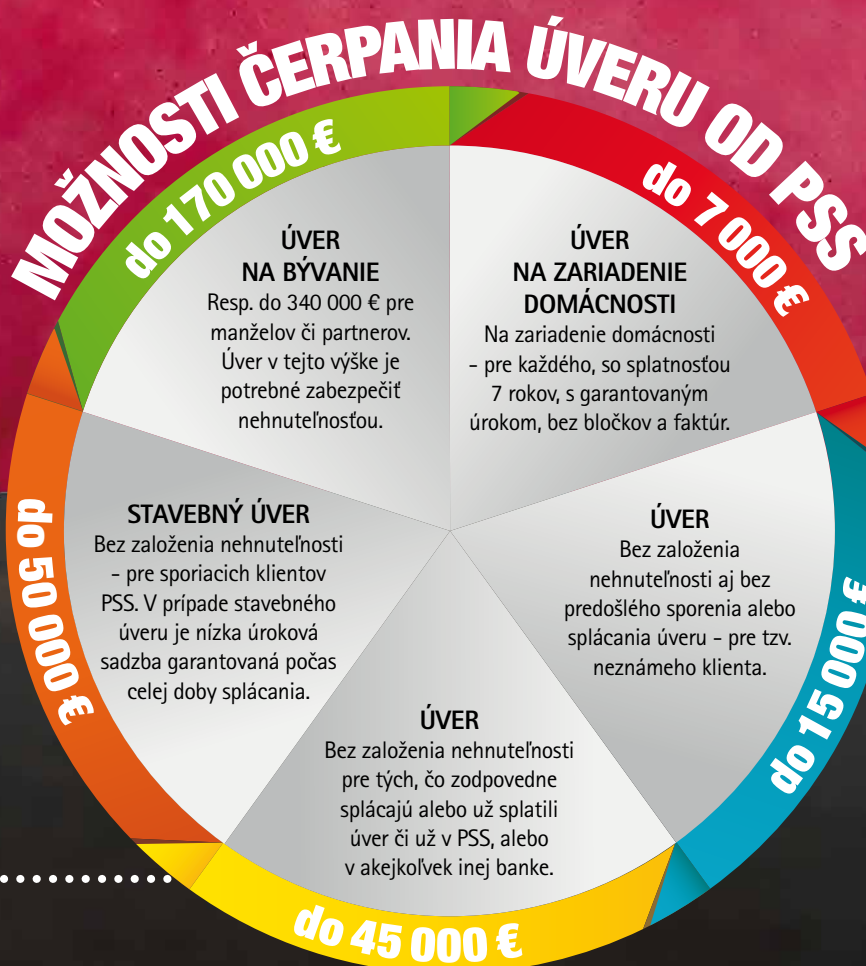 MOŽNOSTI ČERPANIA ÚVERU OD PSS
do 170 000 €
ÚVER
NA BÝVANIE
Resp. do 340 000 € pre
manželov či partnerov.
Úver v tejto výške je
potrebné zabezpečiť
nehnuteľnosťou.
do 7 000 €
ÚVER
NA ZARIADENIE
DOMÁCNOSTI
Na zariadenie domácnosti
- pre každého, so splatnosťou
7 rokov, s garantovaným
úrokom, bez bločkov a faktúr.
do 15 000 €
ÚVER
Bez založenia
nehnuteľnosti aj bez
predošlého sporenia alebo
splácania úveru - pre tzv.
neznámeho klienta.
do 45 000 €
ÚVER
Bez založenia nehnuteľnosti
pre tých, čo zodpovedne
splácajú alebo už splatili
úver či už v PSS, alebo
v akejkoľvek inej banke.
do 50 000 €
STAVEBNÝ ÚVER
Bez založenia nehnuteľnosti
- pre sporiacich klientov
PSS. V prípade stavebného
úveru je nízka úroková
sadzba garantovaná počas
celej doby splácania.